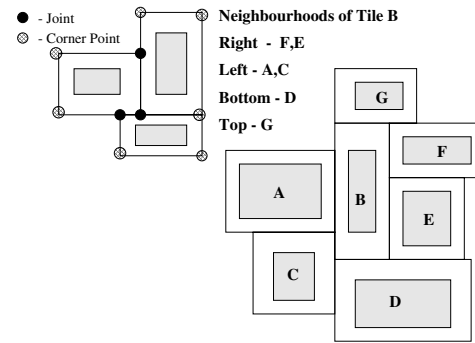 - Joint
- Corner Point
Neighbourhoods of Tile B
Right - F,E
Left - A,C
Bottom - D
Top - G
G
F
A
B
E
C
D